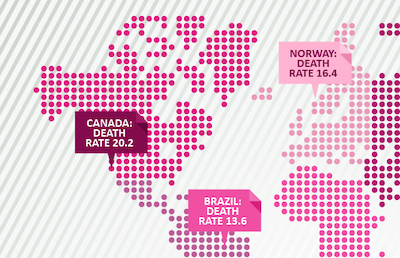 NORWAY:
DEATH
RATE 16.4
CANADA:
DEATH
RATE 20.2
BRAZIL:
DEATH
RATE 13.6